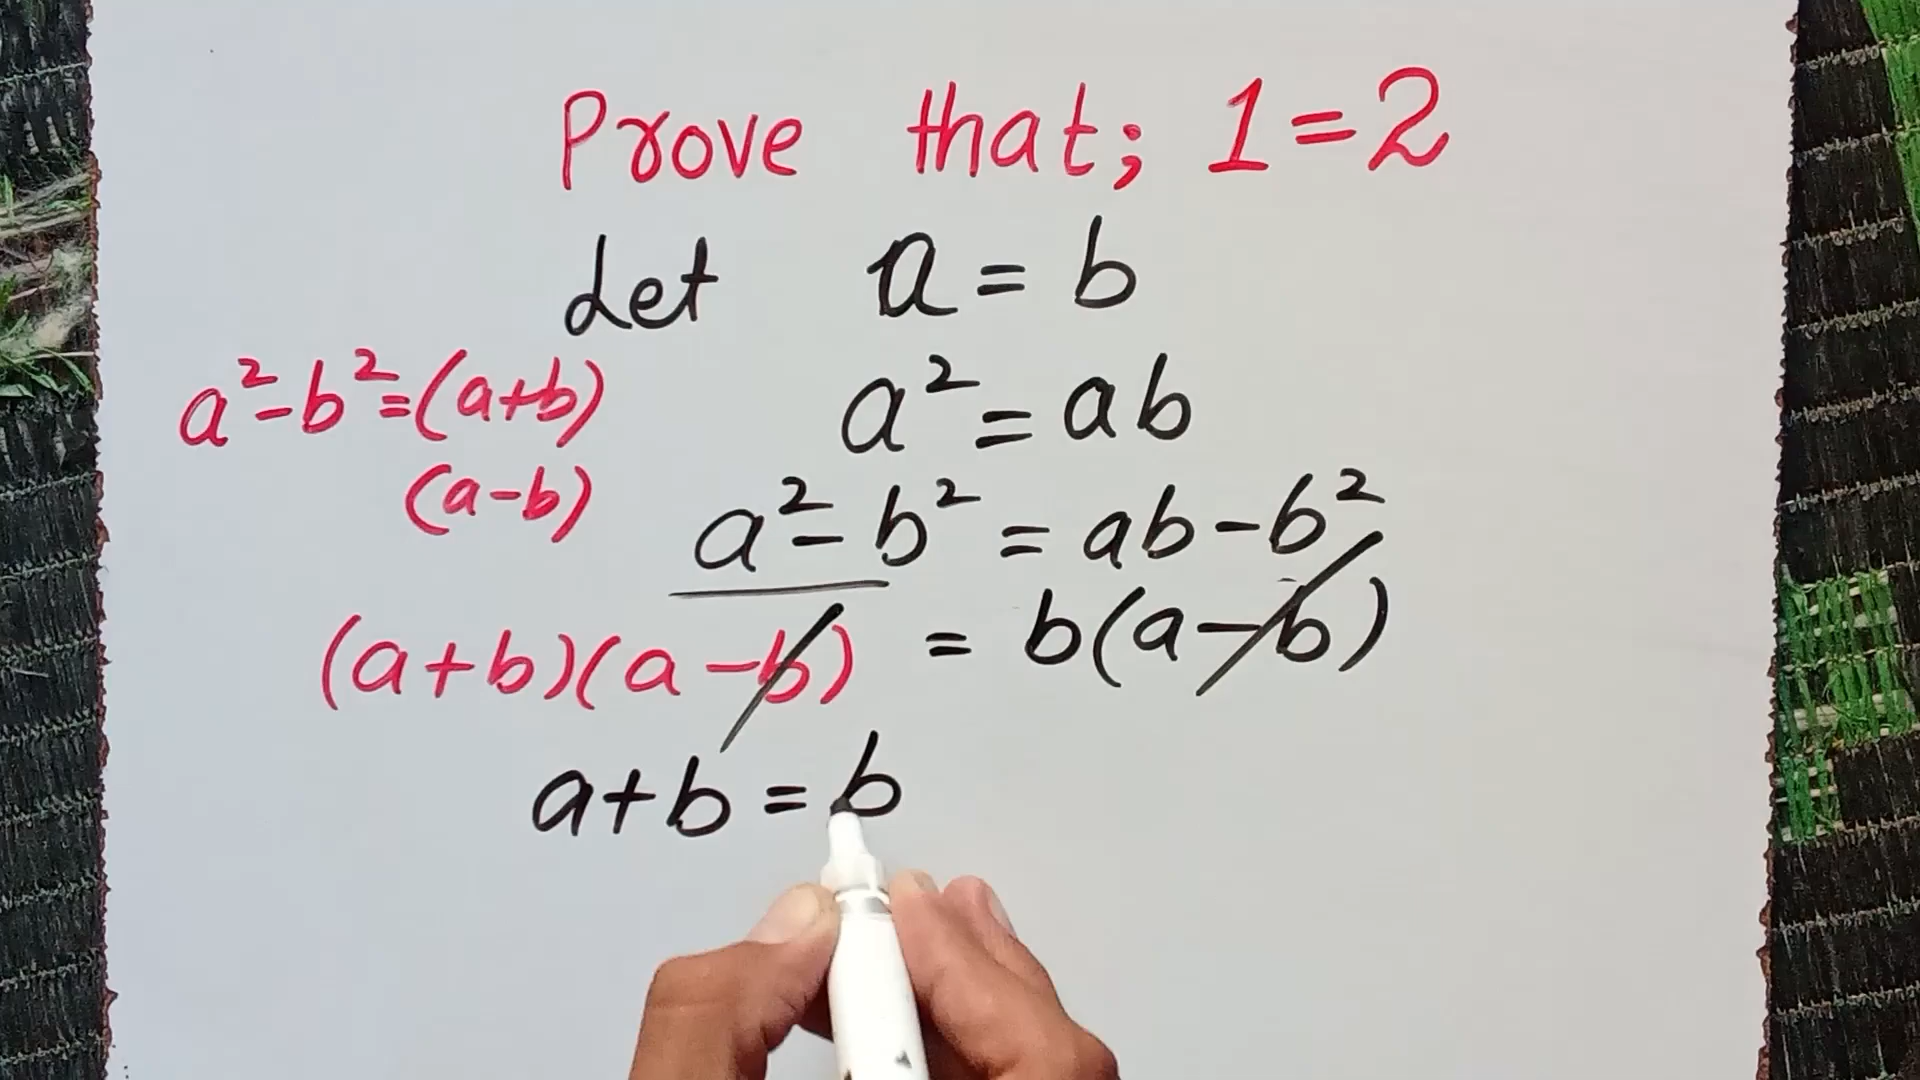 Prove that; 1=2
Let a = b
a²-b²=(a+b)
(a-b)
a² = ab
a²-b² = ab-b²
(a+b)(a-b) = b(a-b)
a+b = b